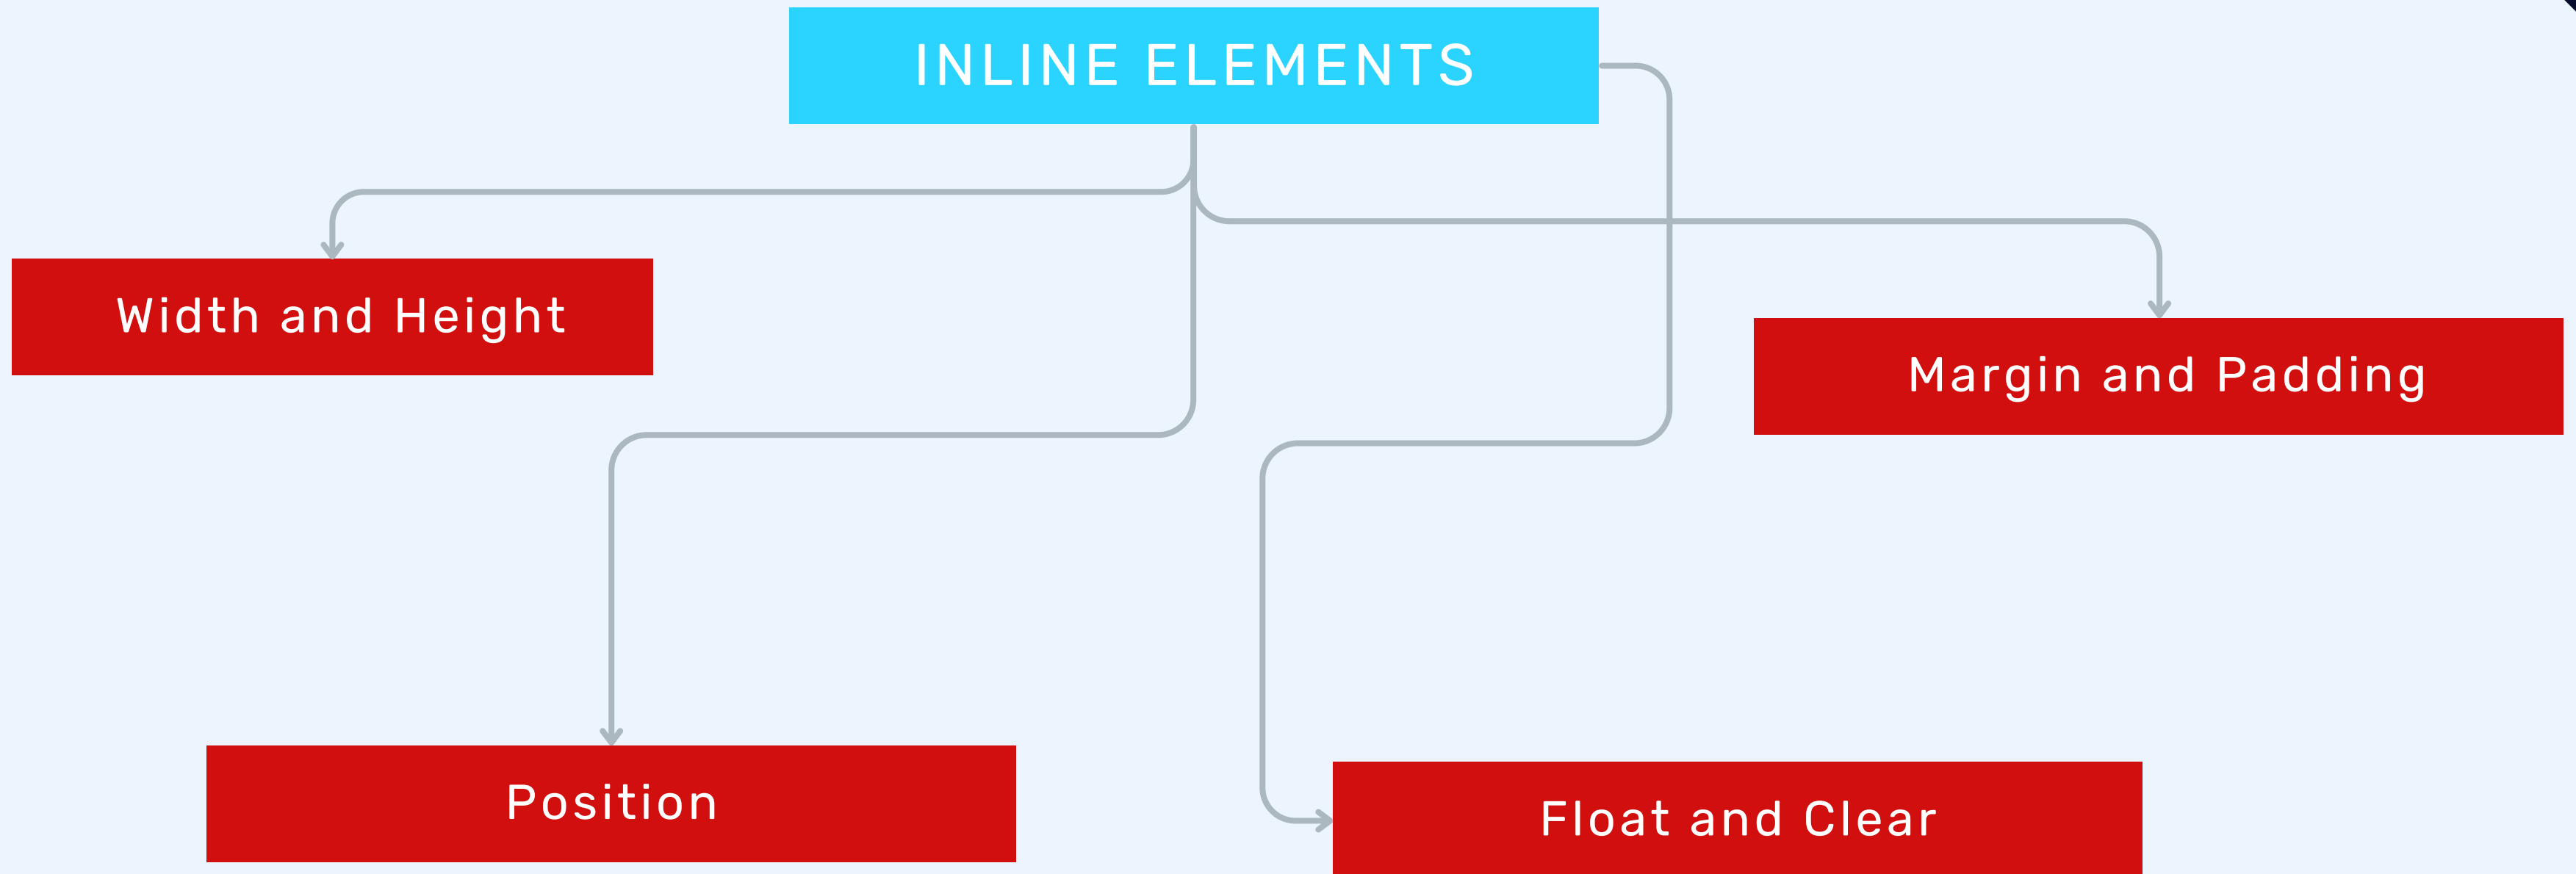 INLINE ELEMENTS
Width and Height
Margin and Padding
Position
Float and Clear